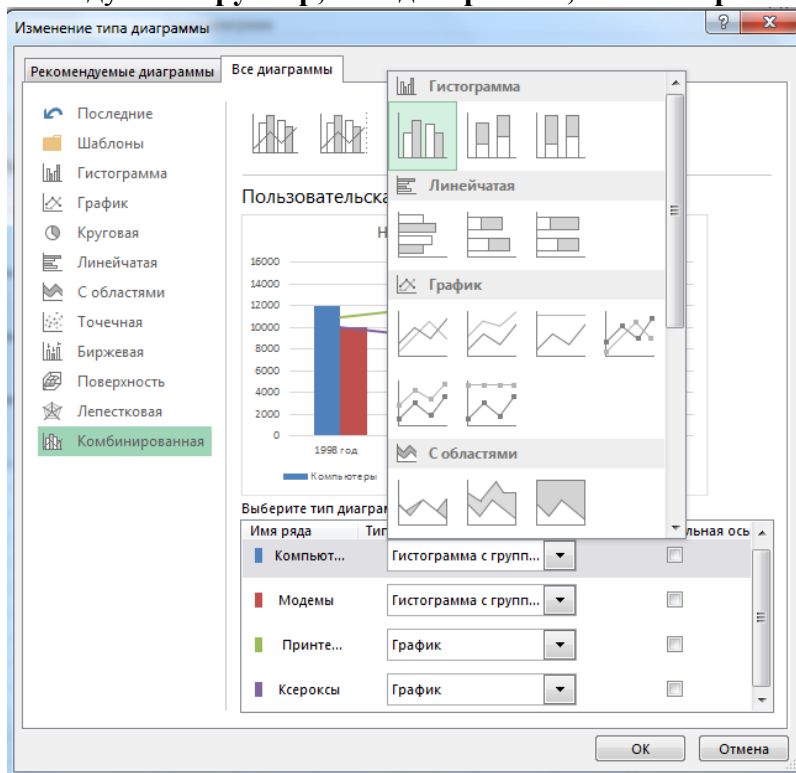 Изменение типа диаграммы
Рекомендуемые диаграммы
Все диаграммы
Последние
Шаблоны
Гистограмма
График
Круговая
Линейчатая
С областями
Точечная
Биржевая
Поверхность
Лепестковая
Комбинированная
Гистограмма
Линейчатая
График
С областями
Пользовательска
Н
16000
14000
12000
10000
8000
6000
4000
2000
0
1998 год
Компьютеры
Выберите тип диагра
Имя ряда Ти льная ось
Компьют... Гистограмма с групп...
Модемы Гистограмма с групп...
Принте... График
Ксероксы График
ОК Отмена